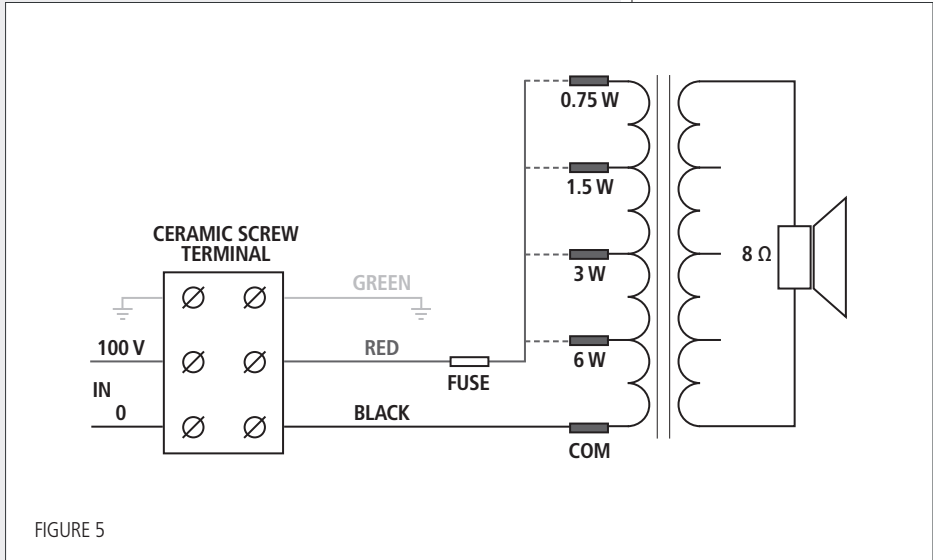 0.75 W
1.5 W
CERAMIC SCREW
TERMINAL
8 Ω
3 W
GREEN
100 V
RED
6 W
IN
FUSE
0
BLACK
COM
FIGURE 5